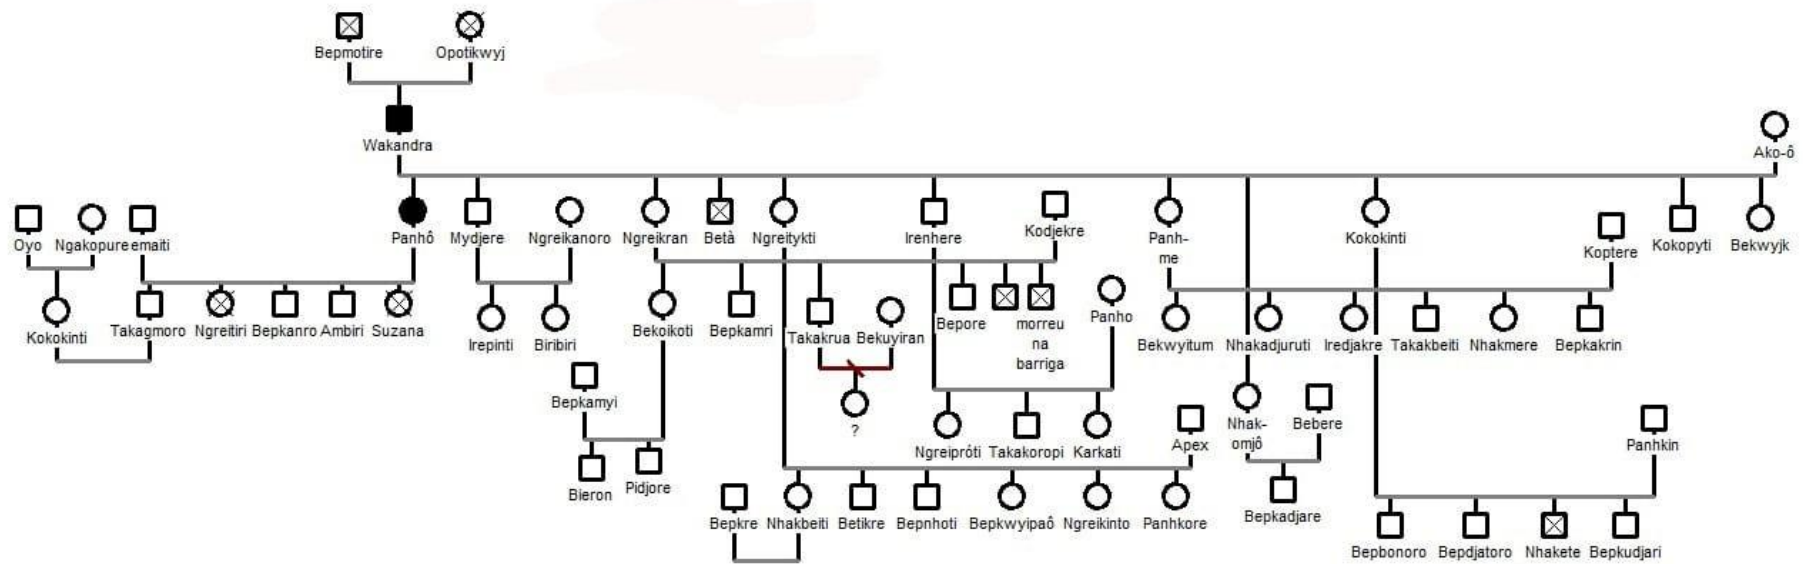 Bepmotire Opotikwyj
Wakandra
Ako-ô
Oyo Ngakopure emaiti Panhô Mydjere Ngreikanoro Ngreikran Betà Ngreitykti Irenhere Kodjekre Panh-
me Kokokinti Koptere Kokopyti Bekwyjk
Kokokinti Takagmoro Ngreitiri Bepkanro Ambiri Suzana Irepinti Biribiri Bekoikoti Bepkamri Takakrua Bekuyiran Bepore morreu
na
barriga
Panho
Bekwyitum Nhakadjuruti Iredjakre Takakbeiti Nhakmere Bepkakrin
Bepkamyi
?
Ngreipróti Takakoropi Karkati
Apex
Nhak-
omjô
Bebere
Panhkin
Bieron Pidjore
Bepkre Nhakbeiti Betikre Bepnhoti Bepkwyipaô Ngreikinto Panhkore
Bepkadjare
Bepbonoro Bepdjatoro Nhakete Bepkudjari